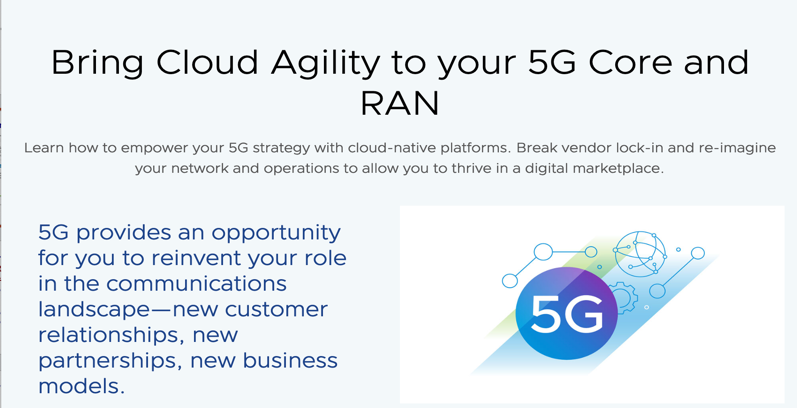 Bring Cloud Agility to your 5G Core and
RAN
Learn how to empower your 5G strategy with cloud-native platforms. Break vendor lock-in and re-imagine
your network and operations to allow you to thrive in a digital marketplace.
5G provides an opportunity
for you to reinvent your role
in the communications
landscape—new customer
relationships, new
partnerships, new business
models.
5G